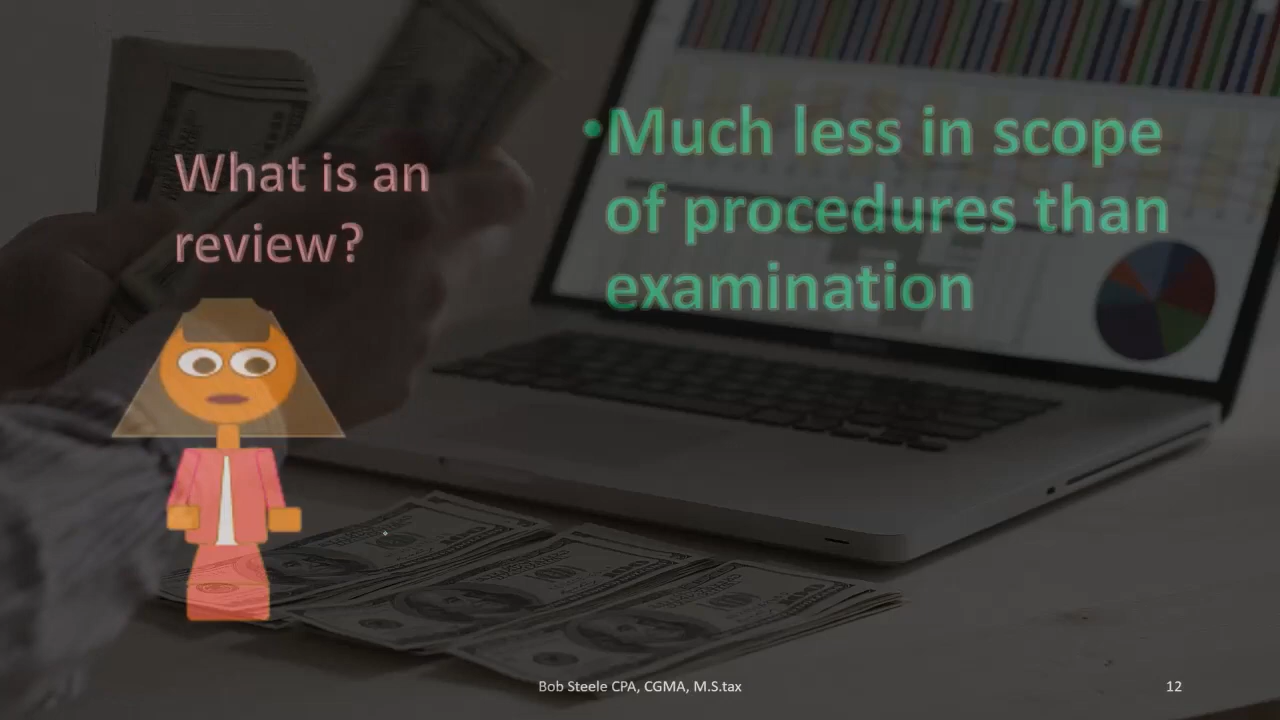 What is an
review?
•Much less in scope
of procedures than
examination
Bob Steele CPA, CGMA, M.S.tax
12